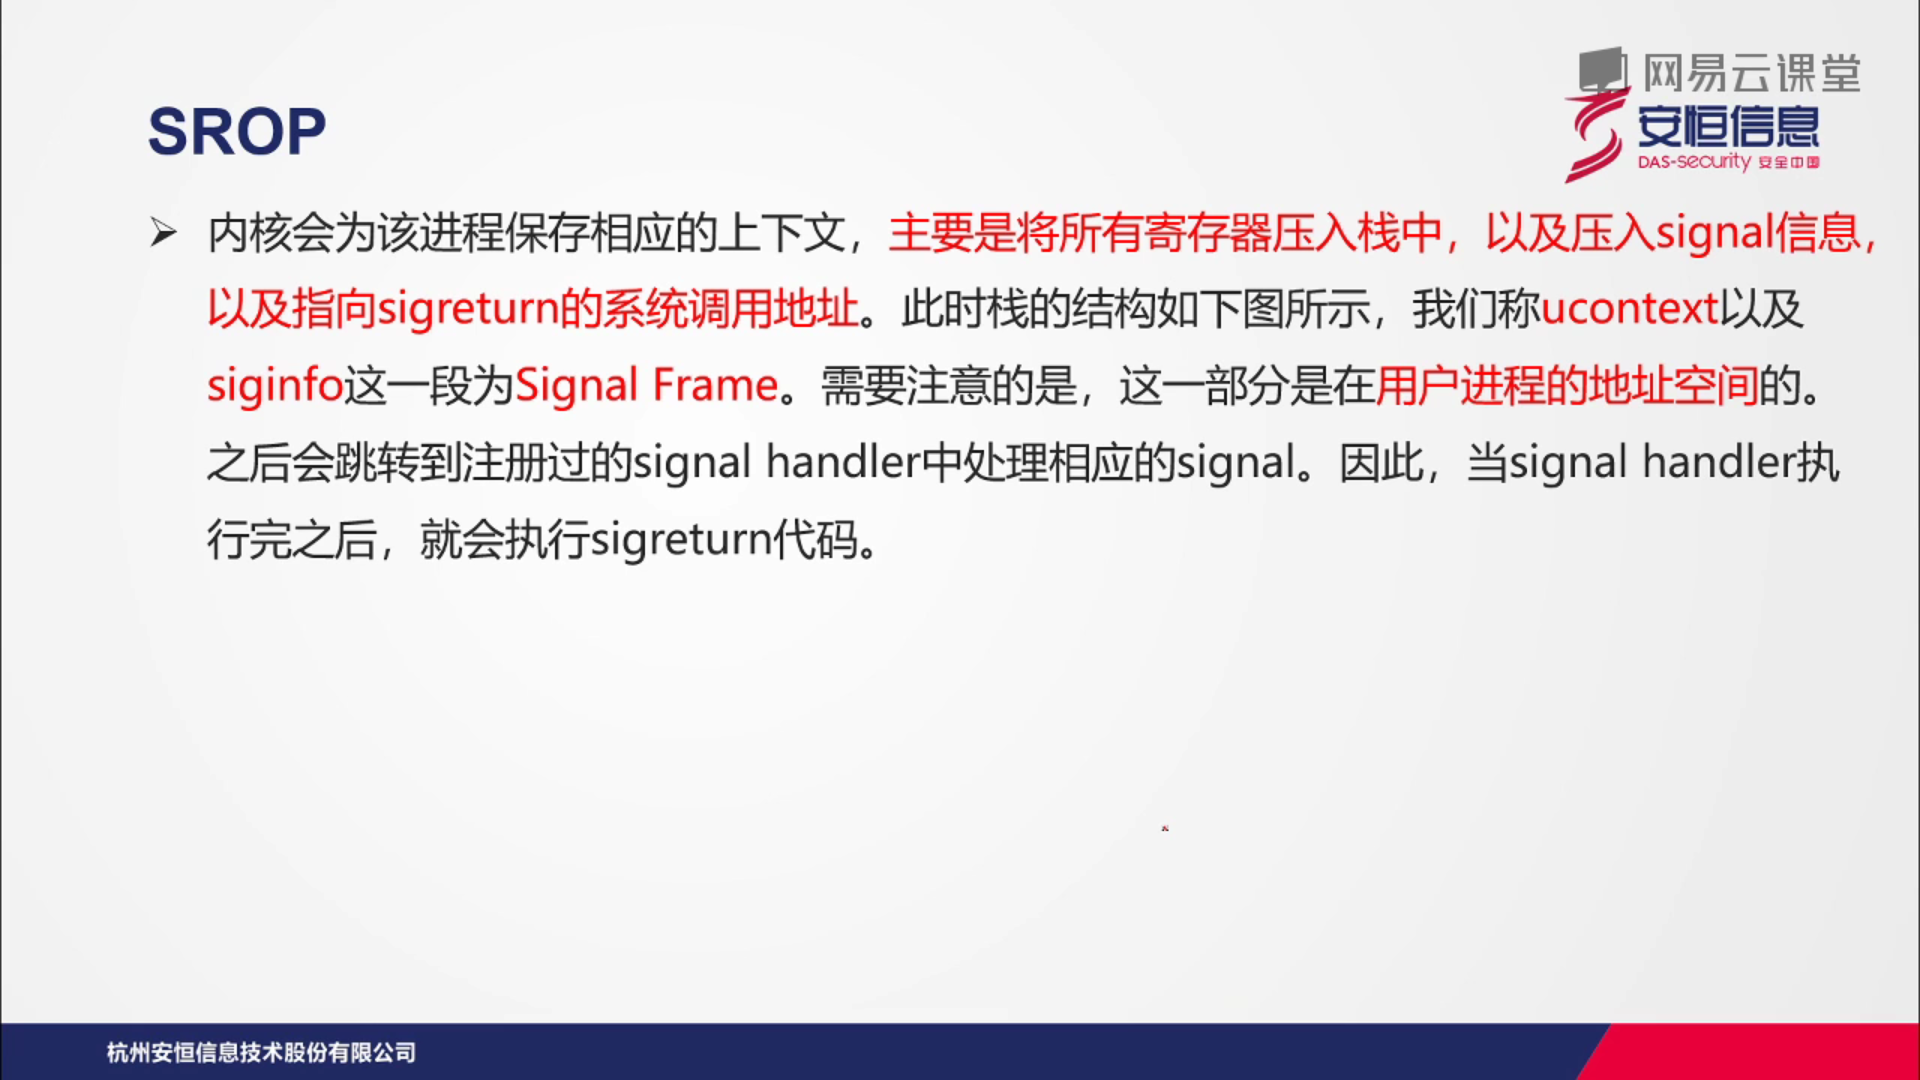 网易云课堂
SROP
安恒信息
DAS-security 安全中国
➢ 内核会为该进程保存相应的上下文，主要是将所有寄存器压入栈中，以及压入signal信息，
以及指向sigreturn的系统调用地址。此时栈的结构如下图所示，我们称ucontext以及
siginfo这一段为Signal Frame。需要注意的是，这一部分是在用户进程的地址空间的。
之后会跳转到注册过的signal handler中处理相应的signal。因此，当signal handler执
行完之后，就会执行sigreturn代码。
杭州安恒信息技术股份有限公司